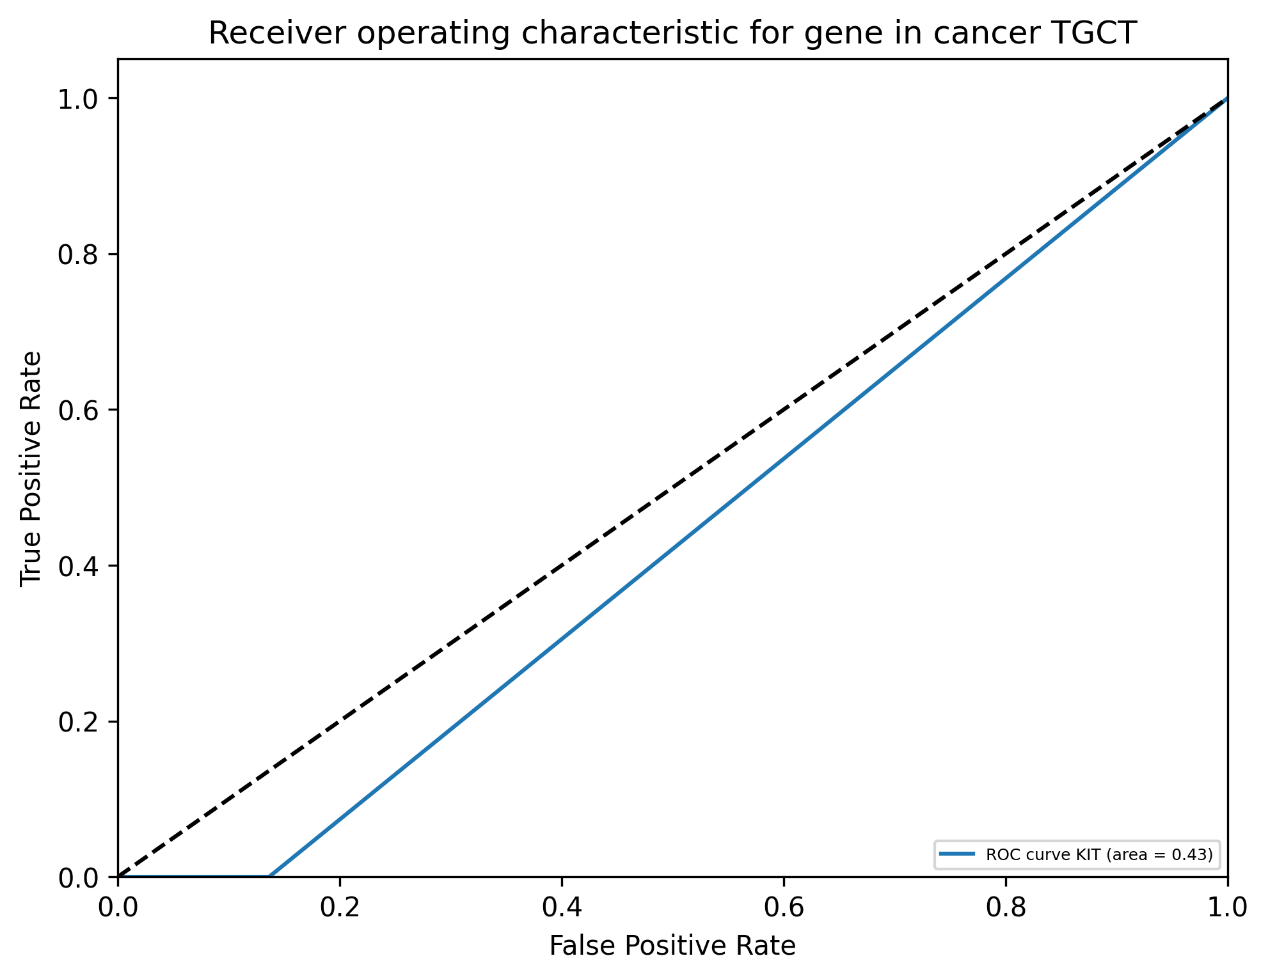 Receiver operating characteristic for gene in cancer TGCT
1.0
0.8
0.6
0.4
0.2
0.0
True Positive Rate
ROC curve KIT (area = 0.43)
0.0 0.2 0.4 0.6 0.8 1.0
False Positive Rate